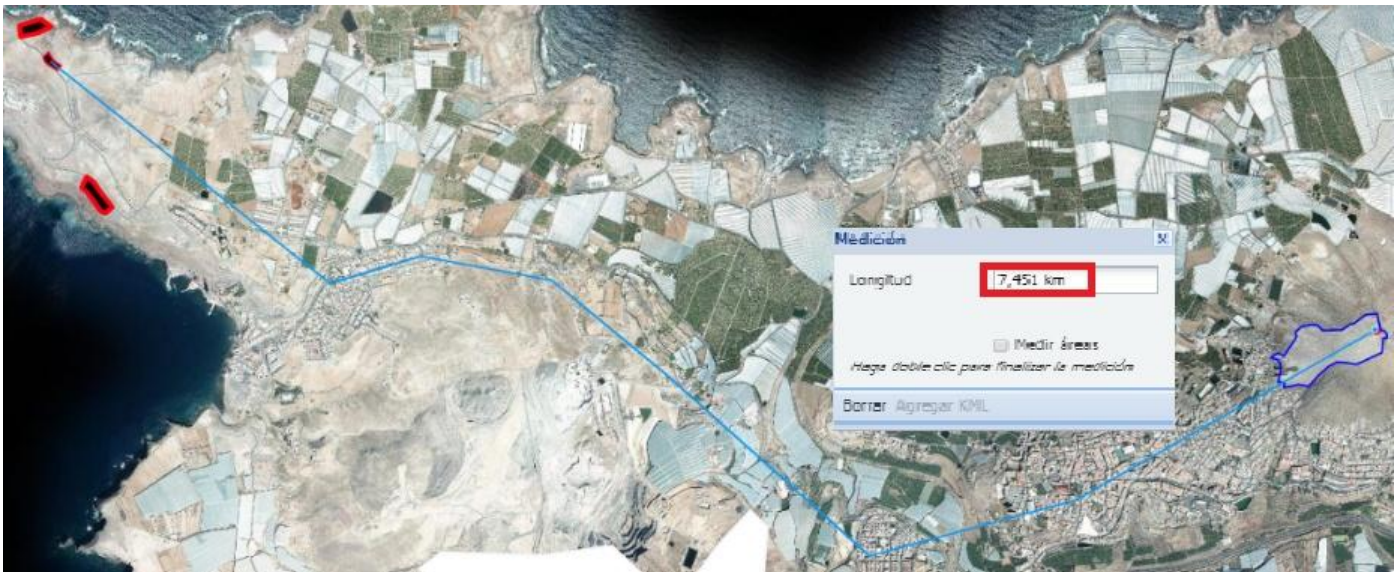 Medición
Longitud 7,451 km
Medir áreas
Haga doble clic para finalizar la medición
Borrar Agregar KML